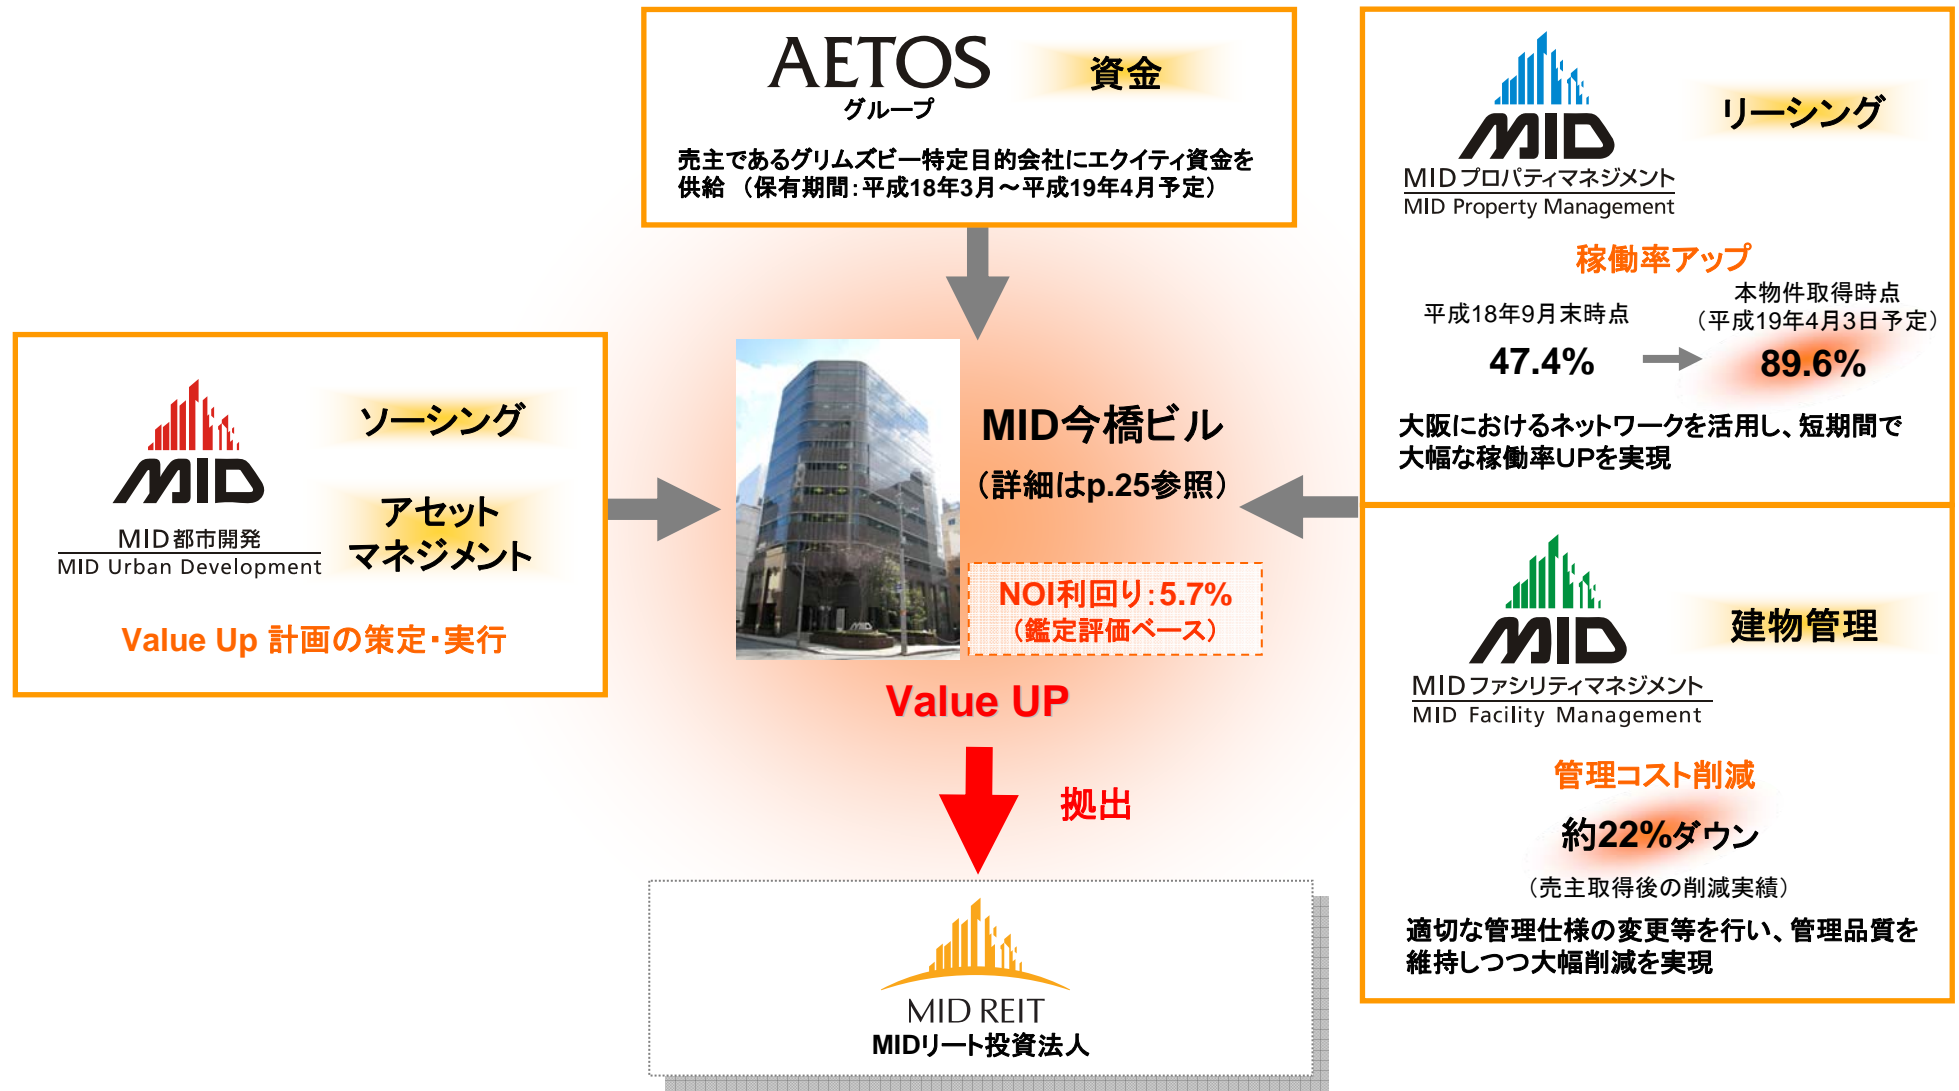 AETOS
グループ
資金
売主であるグリムズビー特定目的会社にエクイティ資金を
供給 （保有期間：平成18年3月～平成19年4月予定）
MID
MIDプロパティマネジメント
MID Property Management
リーシング
稼働率アップ
平成18年9月末時点
本物件取得時点
（平成19年4月3日予定）
47.4%
89.6%
大阪におけるネットワークを活用し、短期間で
大幅な稼働率UPを実現
MID
MID都市開発
MID Urban Development
ソーシング
アセット
マネジメント
Value Up 計画の策定・実行
MID今橋ビル
（詳細はp.25参照）
MID
NOI利回り：5.7%
（鑑定評価ベース）
Value UP
拠出
MID
MIDファシリティマネジメント
MID Facility Management
建物管理
管理コスト削減
約22%ダウン
（売主取得後の削減実績）
適切な管理仕様の変更等を行い、管理品質を
維持しつつ大幅削減を実現
MID REIT
MIDリート投資法人